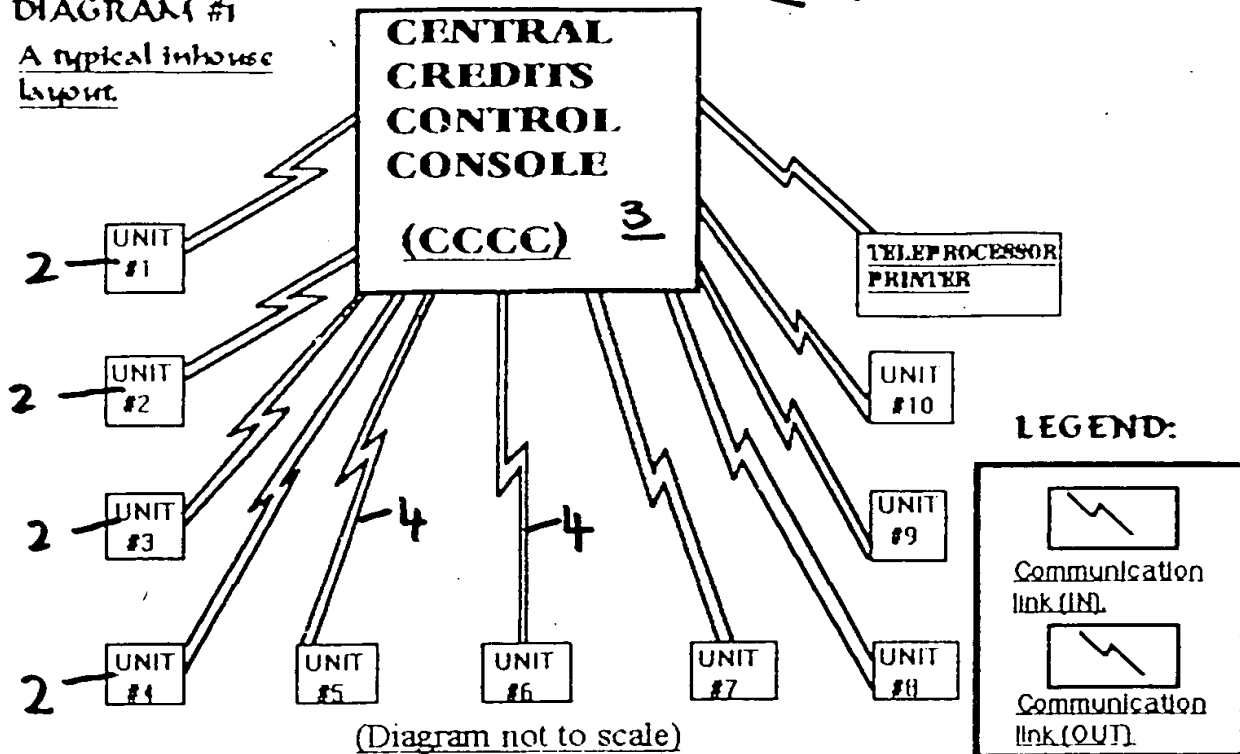 DIAGRAM #1
A typical inhouse
layout.
CENTRAL
CREDITS
CONTROL
CONSOLE
(CCCC) 3
TELEPROCESSOR
PRINTER
2 UNIT
#1
2 UNIT
#2
2 UNIT
#3
2 UNIT
#4
4
4
UNIT
#5
UNIT
#6
UNIT
#7
UNIT
#8
UNIT
#9
UNIT
#10
LEGEND:
Communication
link (IN).
Communication
link (OUT)
(Diagram not to scale)